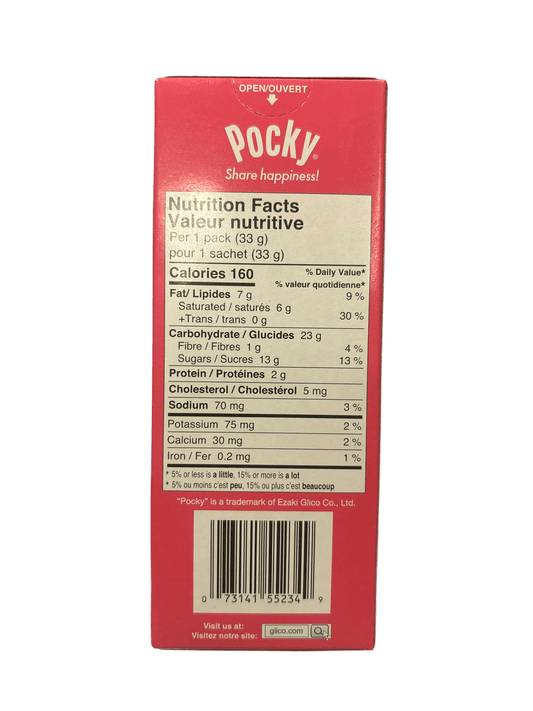 OPEN/OUVERT
Pocky®
Share happiness!
Nutrition Facts
Valeur nutritive
Per 1 pack (33 g)
pour 1 sachet (33 g)
Calories 160
% Daily Value*
% valeur quotidienne*
Fat/ Lipides 7 g 9 %
Saturated / saturés 6 g
+Trans / trans 0 g 30 %
Carbohydrate / Glucides 23 g
Fibre / Fibres 1 g 4 %
Sugars / Sucres 13 g 13 %
Protein / Protéines 2 g
Cholesterol / Cholestérol 5 mg
Sodium 70 mg 3 %
Potassium 75 mg 2 %
Calcium 30 mg 2 %
Iron / Fer 0.2 mg 1 %
* 5% or less is a little, 15% or more is a lot
* 5% ou moins c'est peu, 15% ou plus c'est beaucoup
"Pocky" is a trademark of Ezaki Glico Co., Ltd.
0 73141 55234 9
Visit us at:
Visitez notre site: glico.com